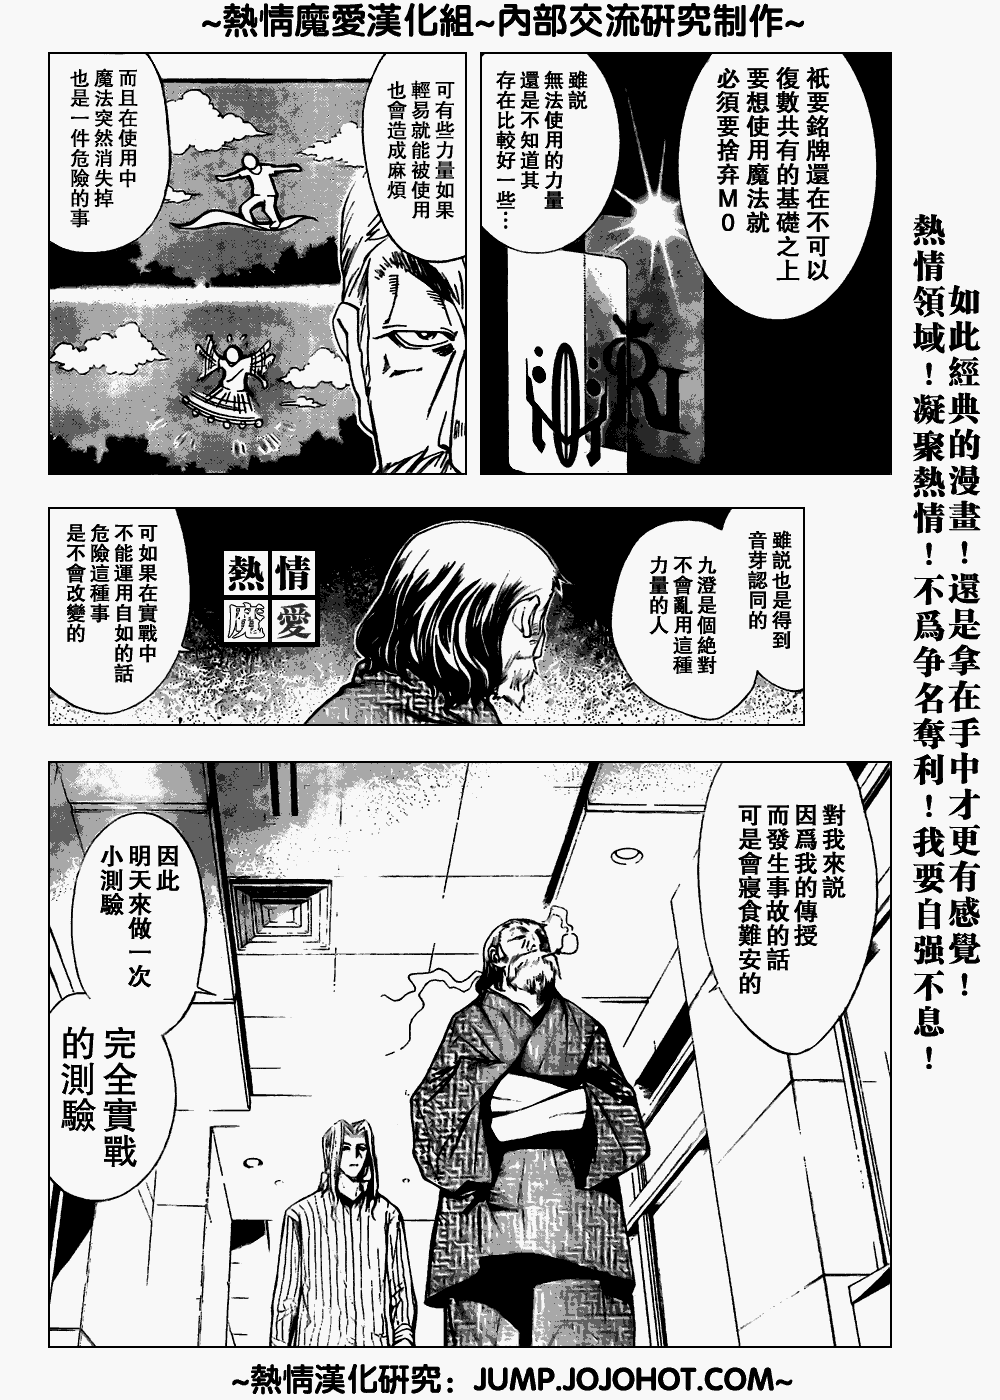 ~熱情魔愛漢化組~內部交流研究制作~
衹要銘牌還在不可以
復數共有的基礎之上
要想使用魔法就
必須要捨弃M0
雖説
無法使用的力量
還是不知道其
存在比較好一些…
可有些力量如果
輕易就能被使用
也會造成麻煩
而且在使用中
魔法突然消失掉
也是一件危險的事
雖説也是得到
音芽認同的
九澄是個絶對
不會亂用這種
力量的人
熱情
魔愛
可如果在實戰中
不能運用自如的話
危險這種事
是不會改變的
對我來説
因爲我的傳授
而發生事故的話
可是會寢食難安的
因此
明天來做一次
小測驗
完全實戰
的測驗
如此經典的漫畫！還是拿在手中才更有感覺！
熱情領域！凝聚熱情！不爲争名奪利！我要自强不息！
~熱情漢化研究：JUMP.JOJOHOT.COM~